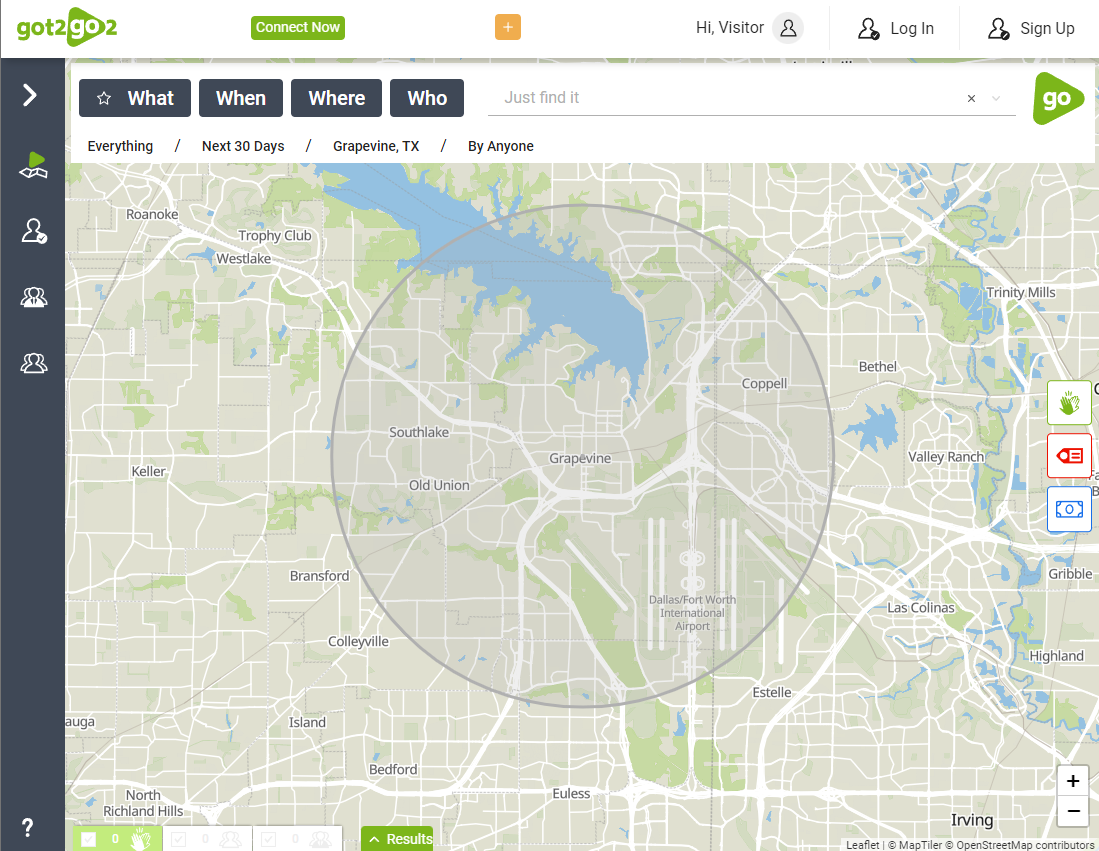 got2go2
Connect Now
+
Hi, Visitor
Log In
Sign Up
What
When
Where
Who
Just find it
×
go
Everything / Next 30 Days / Grapevine, TX / By Anyone
Roanoke
Trophy Club
Westlake
Trinity Mills
Bethel
Coppell
Southlake
Grapevine
Valley Ranch
Keller
Old Union
Bransford
Gribble
Dallas/Fort Worth
International
Airport
Las Colinas
Colleyville
Highland
Estelle
auga
Island
Bedford
Euless
North
Richland Hills
Irving
+
−
?
0
0
0
Results
Leaflet | © MapTiler © OpenStreetMap contributors